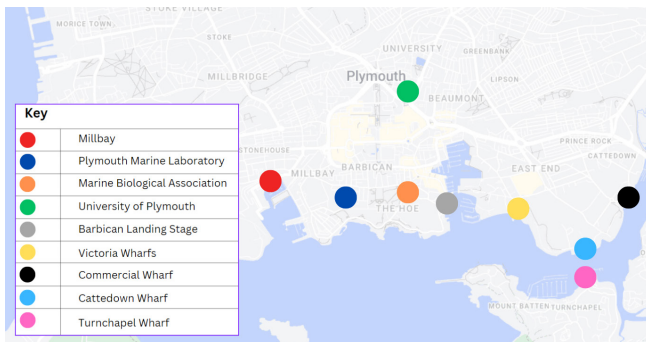 STOKE VILLAGE
MORICE TOWN
STOKE
UNIVERSITY
GREENBANK
MILLBRIDGE
Plymouth
LIPSON
BEAUMONT
Key
PRINCE ROCK
STONEHOUSE
CATTEDOWN
MILLBAY
BARBICAN
EAST END
THE HOE
Millbay
Plymouth Marine Laboratory
Marine Biological Association
University of Plymouth
Barbican Landing Stage
Victoria Wharfs
Commercial Wharf
Cattedown Wharf
Turnchapel Wharf
MOUNT BATTEN
TURNCHAPEL